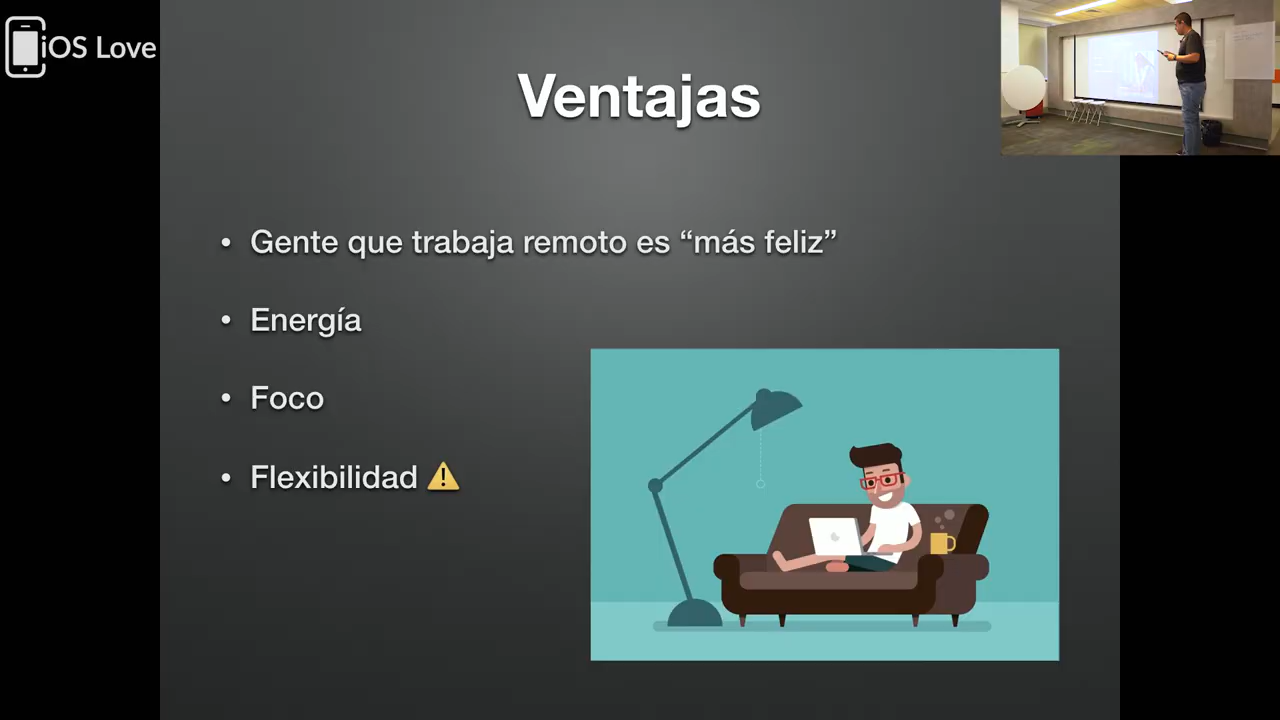 iOS Love
Ventajas
• Gente que trabaja remoto es “más feliz”
• Energía
• Foco
• Flexibilidad ⚠️